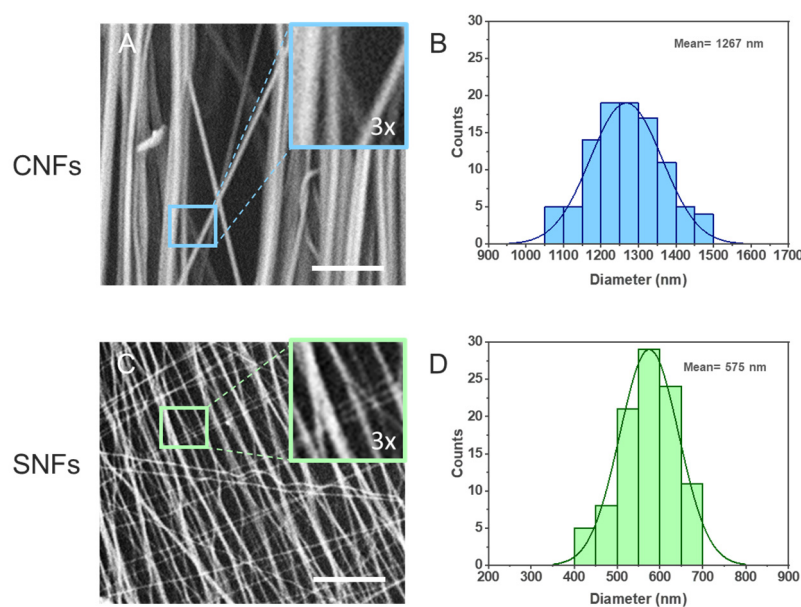 CNFs
A
3x
B
Mean= 1267 nm
Counts
30
25
20
15
10
5
0
900 1000 1100 1200 1300 1400 1500 1600 1700
Diameter (nm)
SNFs
C
3x
D
Mean= 575 nm
Counts
30
25
20
15
10
5
0
200 300 400 500 600 700 800 900
Diameter (nm)